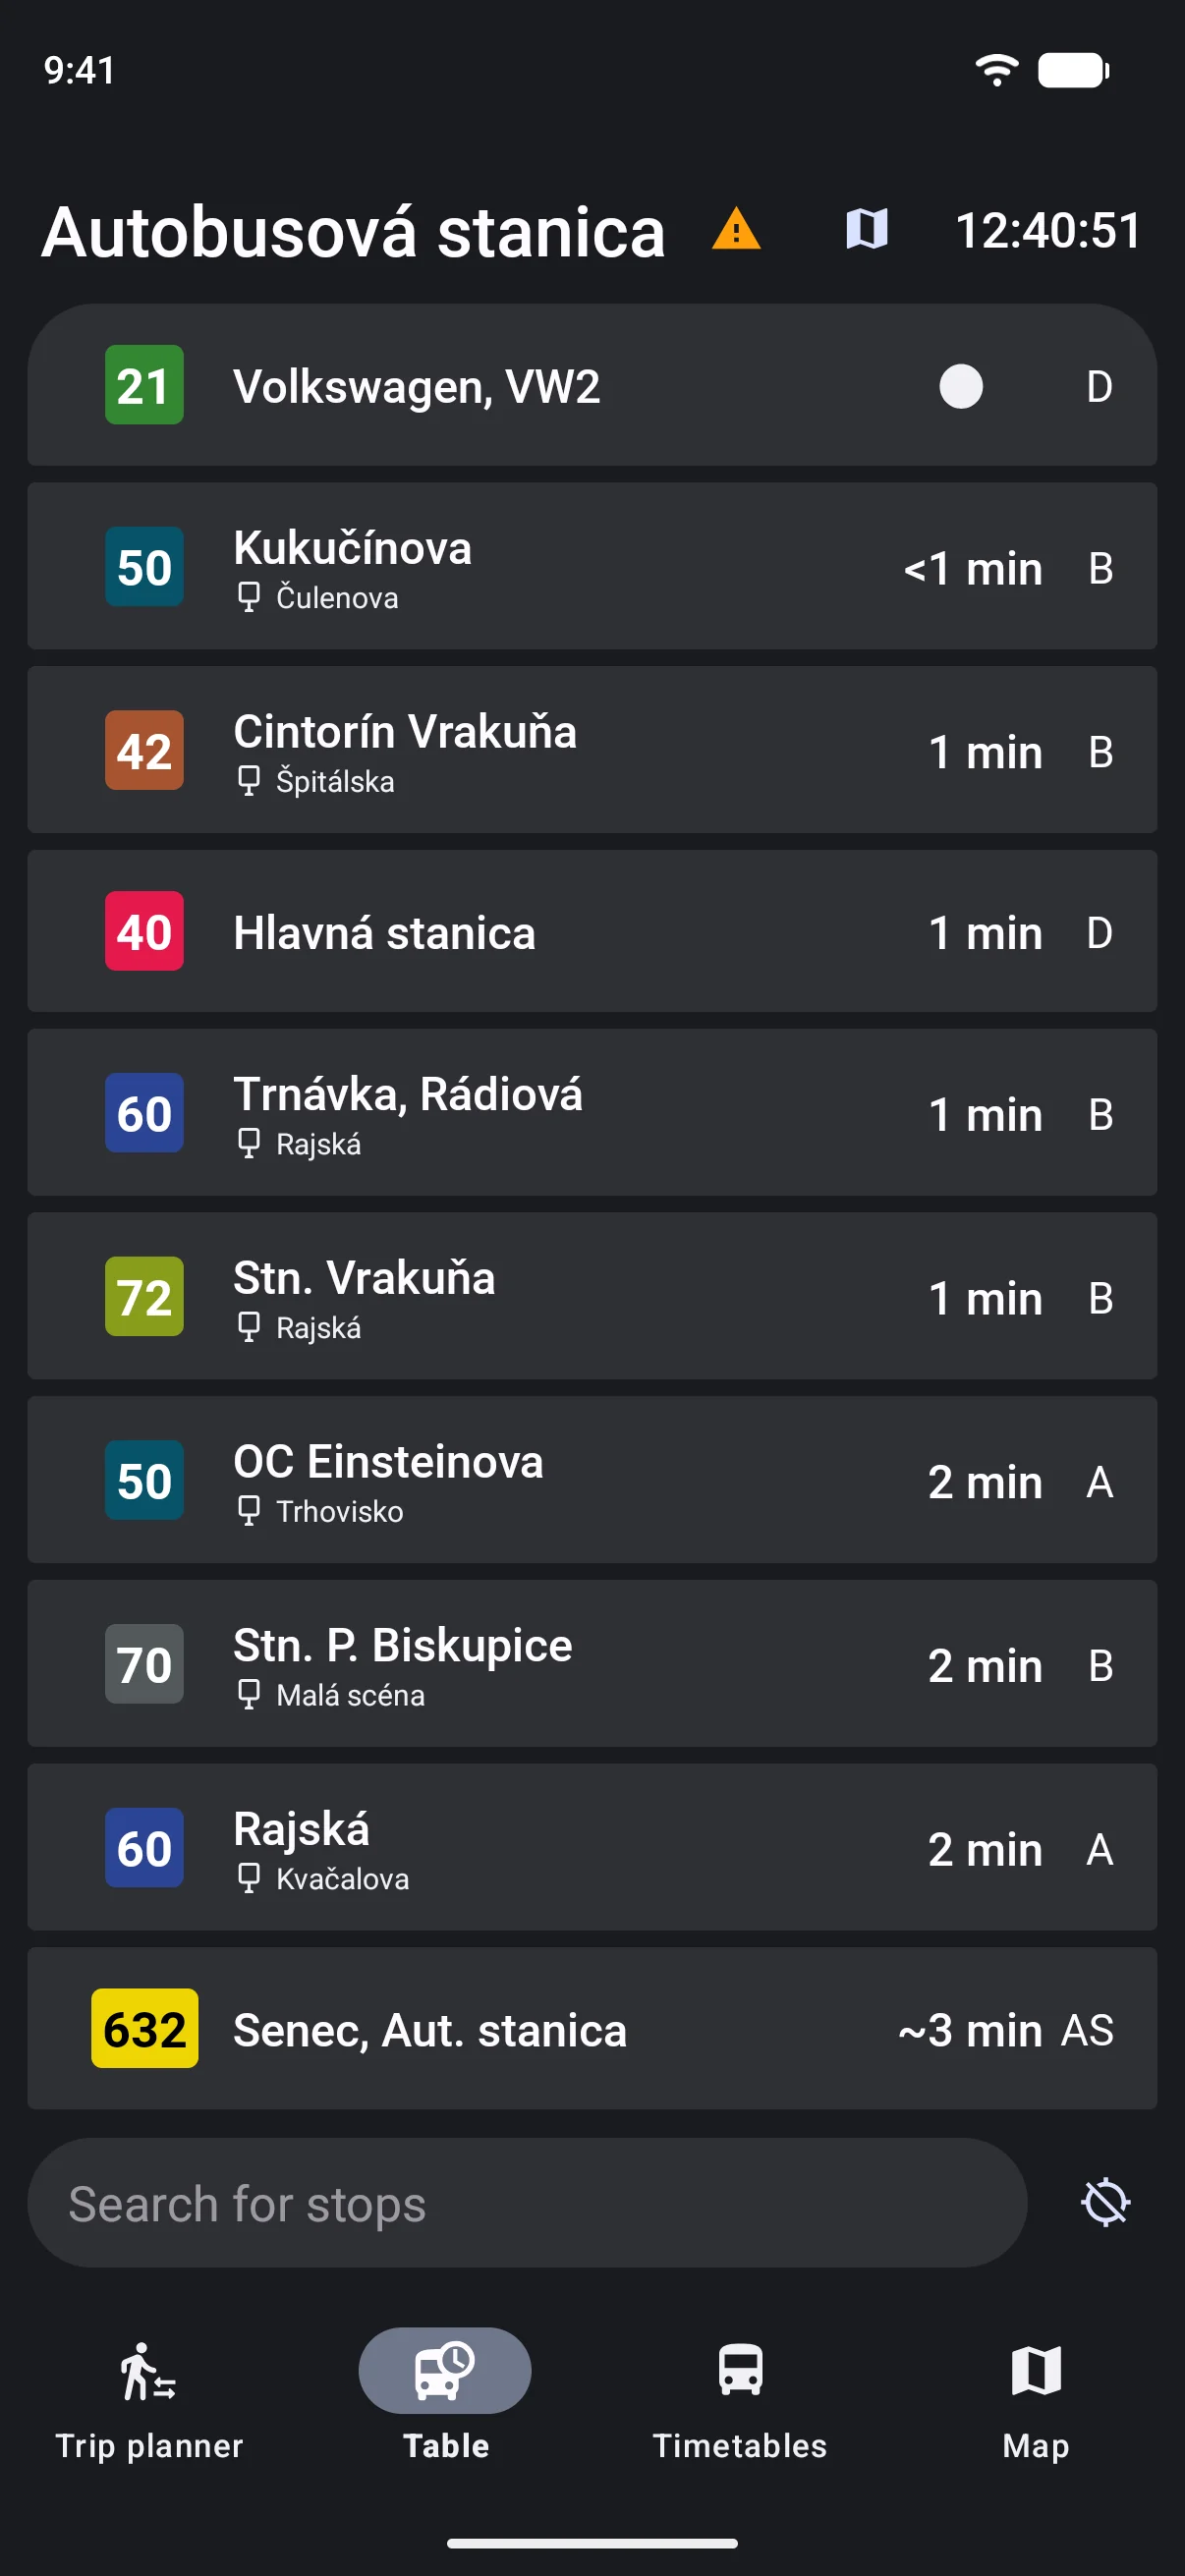 9:41
Autobusová stanica 12:40:51
21 Volkswagen, VW2 D
50 Kukučínova <1 min B
Čulenova
42 Cintorín Vrakuňa 1 min B
Špitálska
40 Hlavná stanica 1 min D
60 Trnávka, Rádiová 1 min B
Rajská
72 Stn. Vrakuňa 1 min B
Rajská
50 OC Einsteinova 2 min A
Trhovisko
70 Stn. P. Biskupice 2 min B
Malá scéna
60 Rajská 2 min A
Kvačalova
632 Senec, Aut. stanica ~3 min AS
Search for stops
Trip planner Table Timetables Map